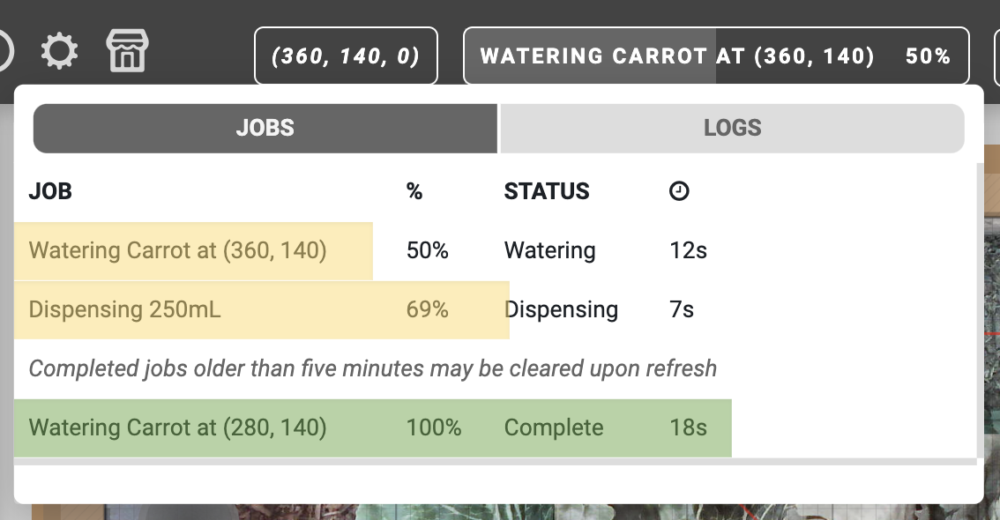 (360, 140, 0) WATERING CARROT AT (360, 140) 50%
JOBS LOGS
JOB % STATUS
Watering Carrot at (360, 140) 50% Watering 12s
Dispensing 250mL 69% Dispensing 7s
Completed jobs older than five minutes may be cleared upon refresh
Watering Carrot at (280, 140) 100% Complete 18s